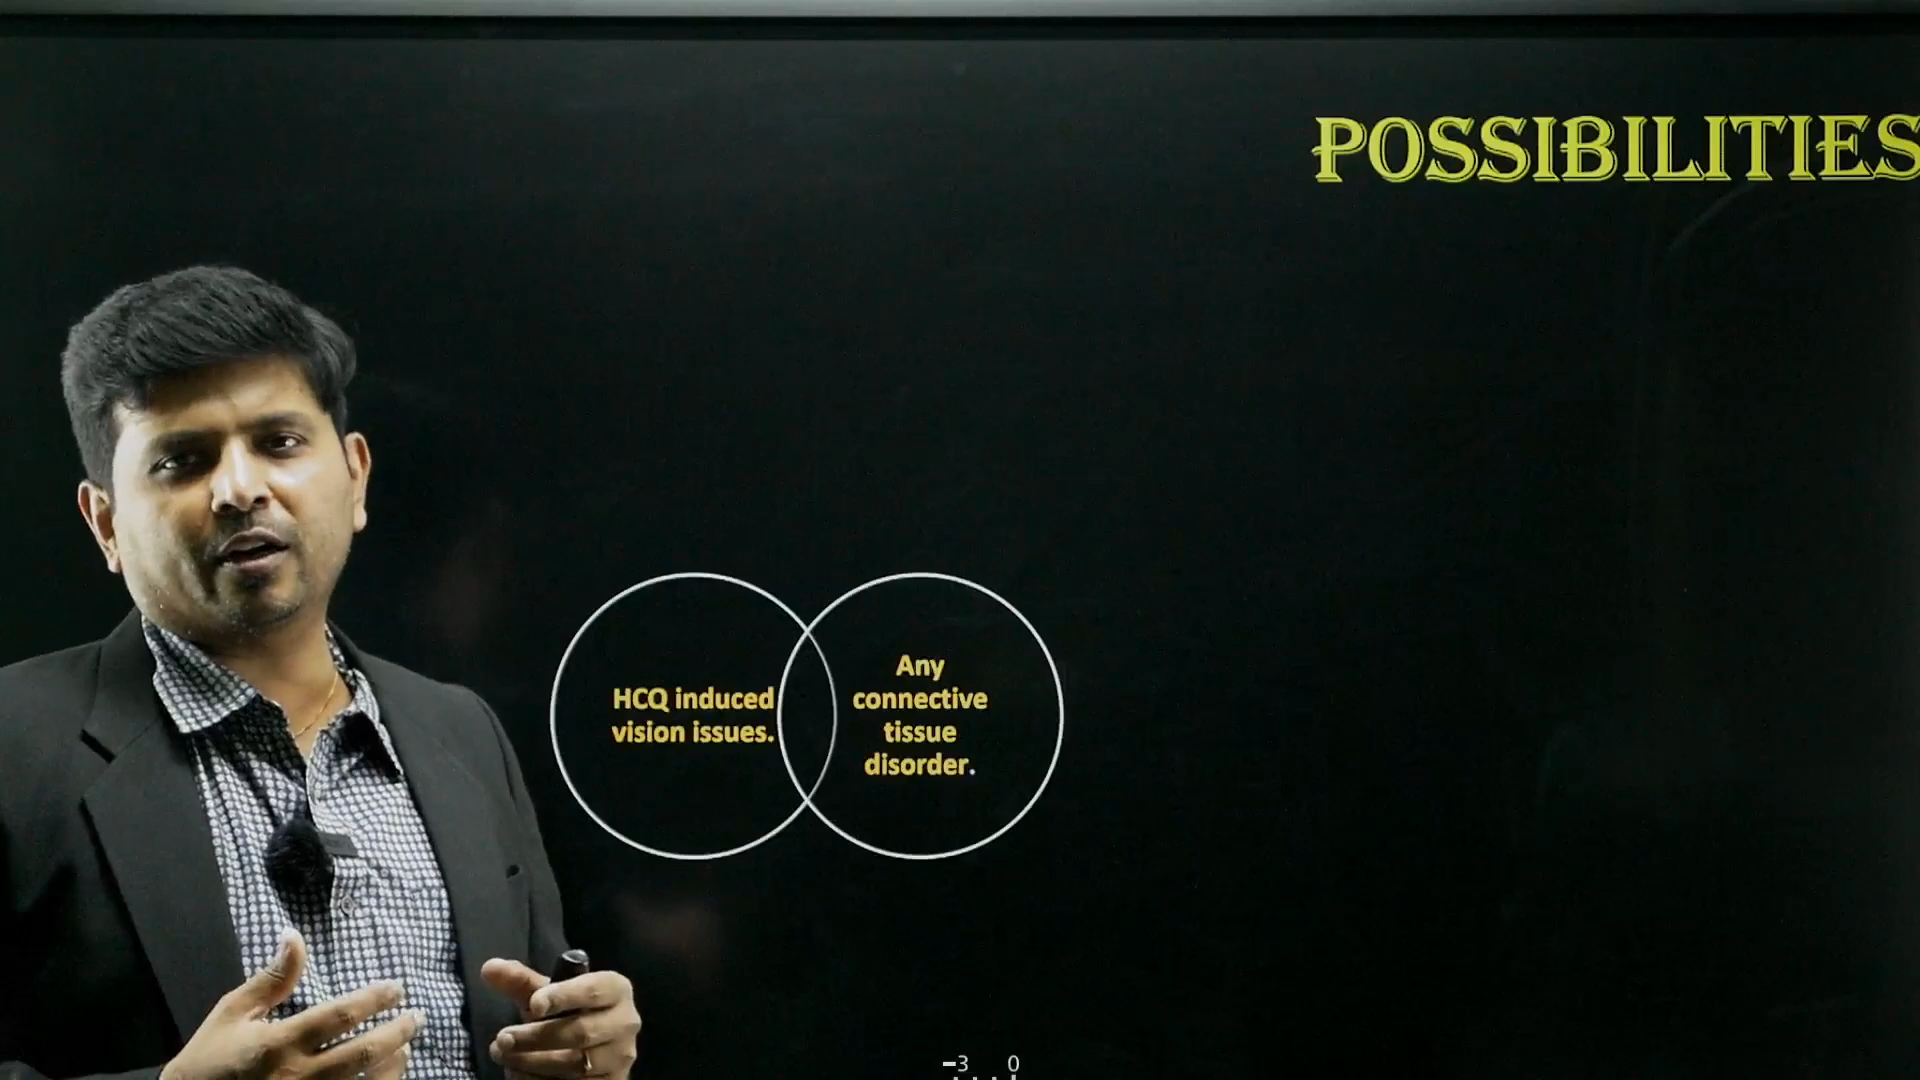 POSSIBILITIES
HCQ induced
vision issues.
Any
connective
tissue
disorder.
-3 0